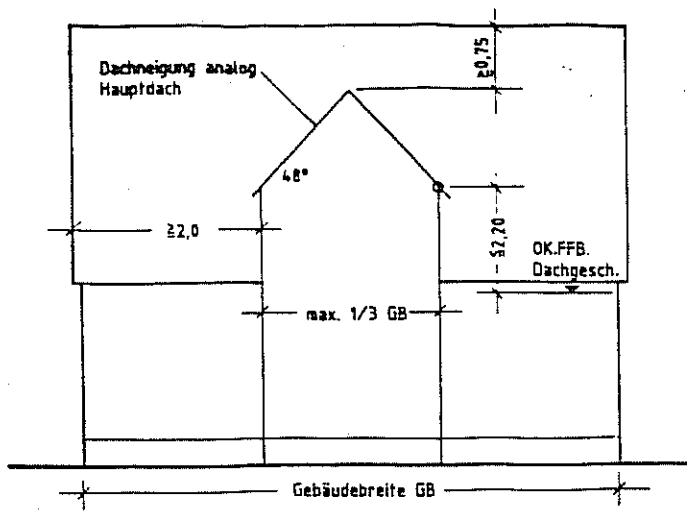 Dachneigung analog
Hauptdach
≧0,75
48°
≧2,0
≦2,20
OK.FFB.
Dachgesch.
max. 1/3 GB
Gebäudebreite GB